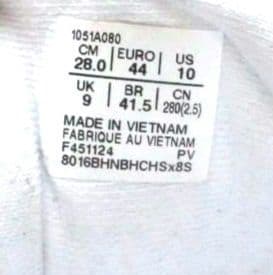 1051A080
CM EURO US
28.0 44 10
UK BR CN
9 41.5 280(2.5)
MADE IN VIETNAM
FABRIQUE AU VIETNAM
F451124 PV
8016BHNBHCHSx8S